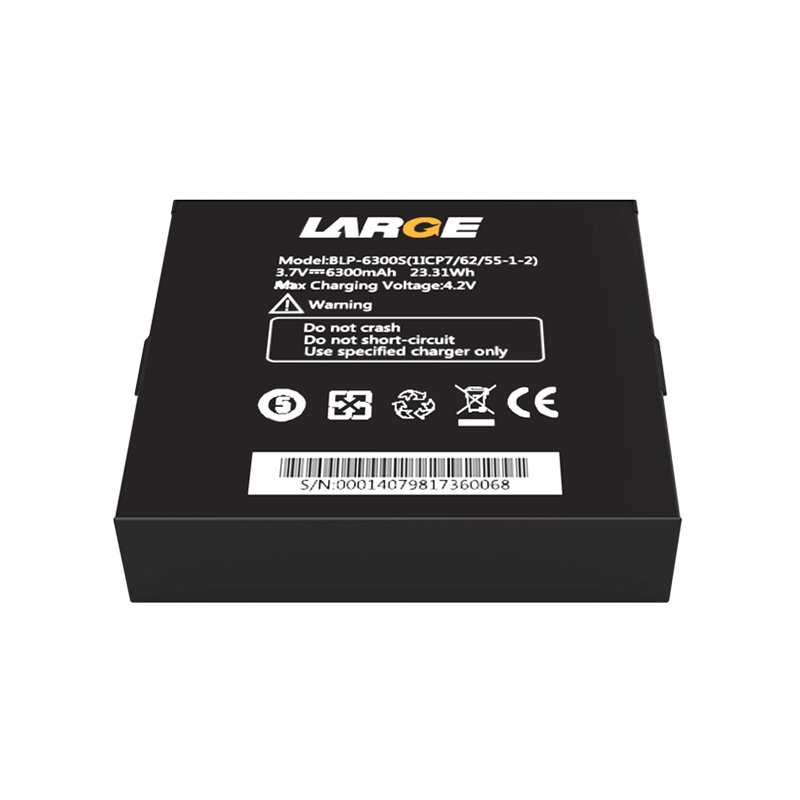 LARGE
Model:BLP-6300S(1ICP7/62/55-1-2)
3.7V⎓6300mAh 23.31Wh
Max Charging Voltage:4.2V
Warning
Do not crash
Do not short-circuit
Use specified charger only
5
CE
S/N:00014079817360068